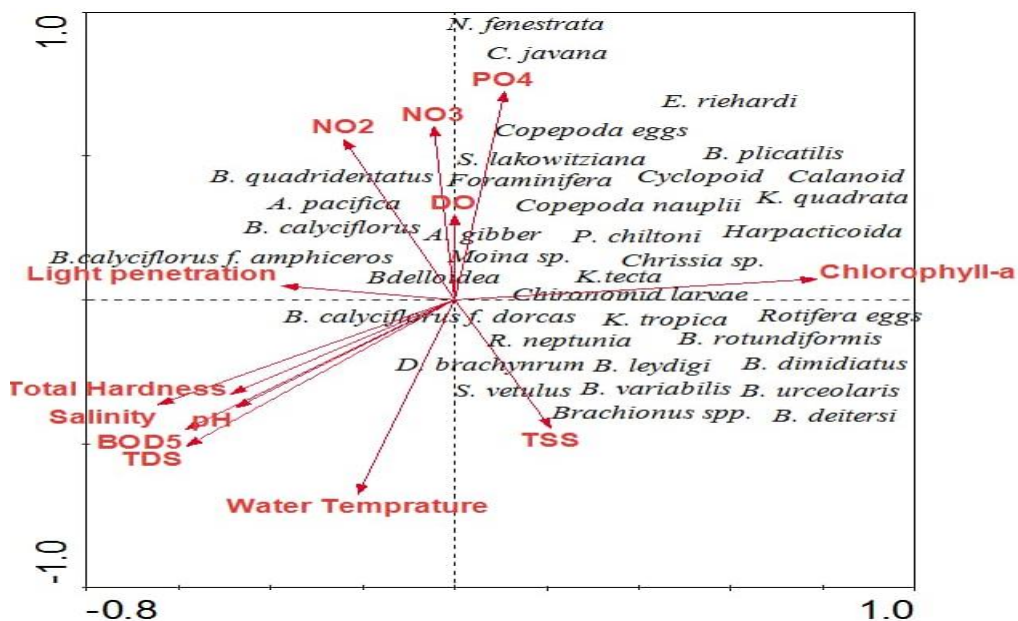 1.0
N. fenestrata
C. javana
PO4
E. riehardi
NO3
NO2
Copepoda eggs
S. lakowitziana
B. plicatilis
B. quadridentatus
Foraminifera
Cyclopoid
Calanoid
A. pacifica
DO
Copepoda nauplii
K. quadrata
B. calyciflorus
A. gibber
P. chiltoni
Harpacticoida
B.calyciflorus f. amphiceros
Moina sp.
Chrissia sp.
Light penetration
Bdelloidea
K.tecta
Chlorophyll-a
Chironomid larvae
B. calyciflorus f. dorcas
K. tropica
Rotifera eggs
R. neptunia
B. rotundiformis
D. brachynrum
B. leydigi
B. dimidiatus
Total Hardness
S. vetulus
B. variabilis
B. urceolaris
Salinity
pH
Brachionus spp.
B. deitersi
BOD5
TSS
TDS
Water Temprature
-1.0
-0.8
1.0